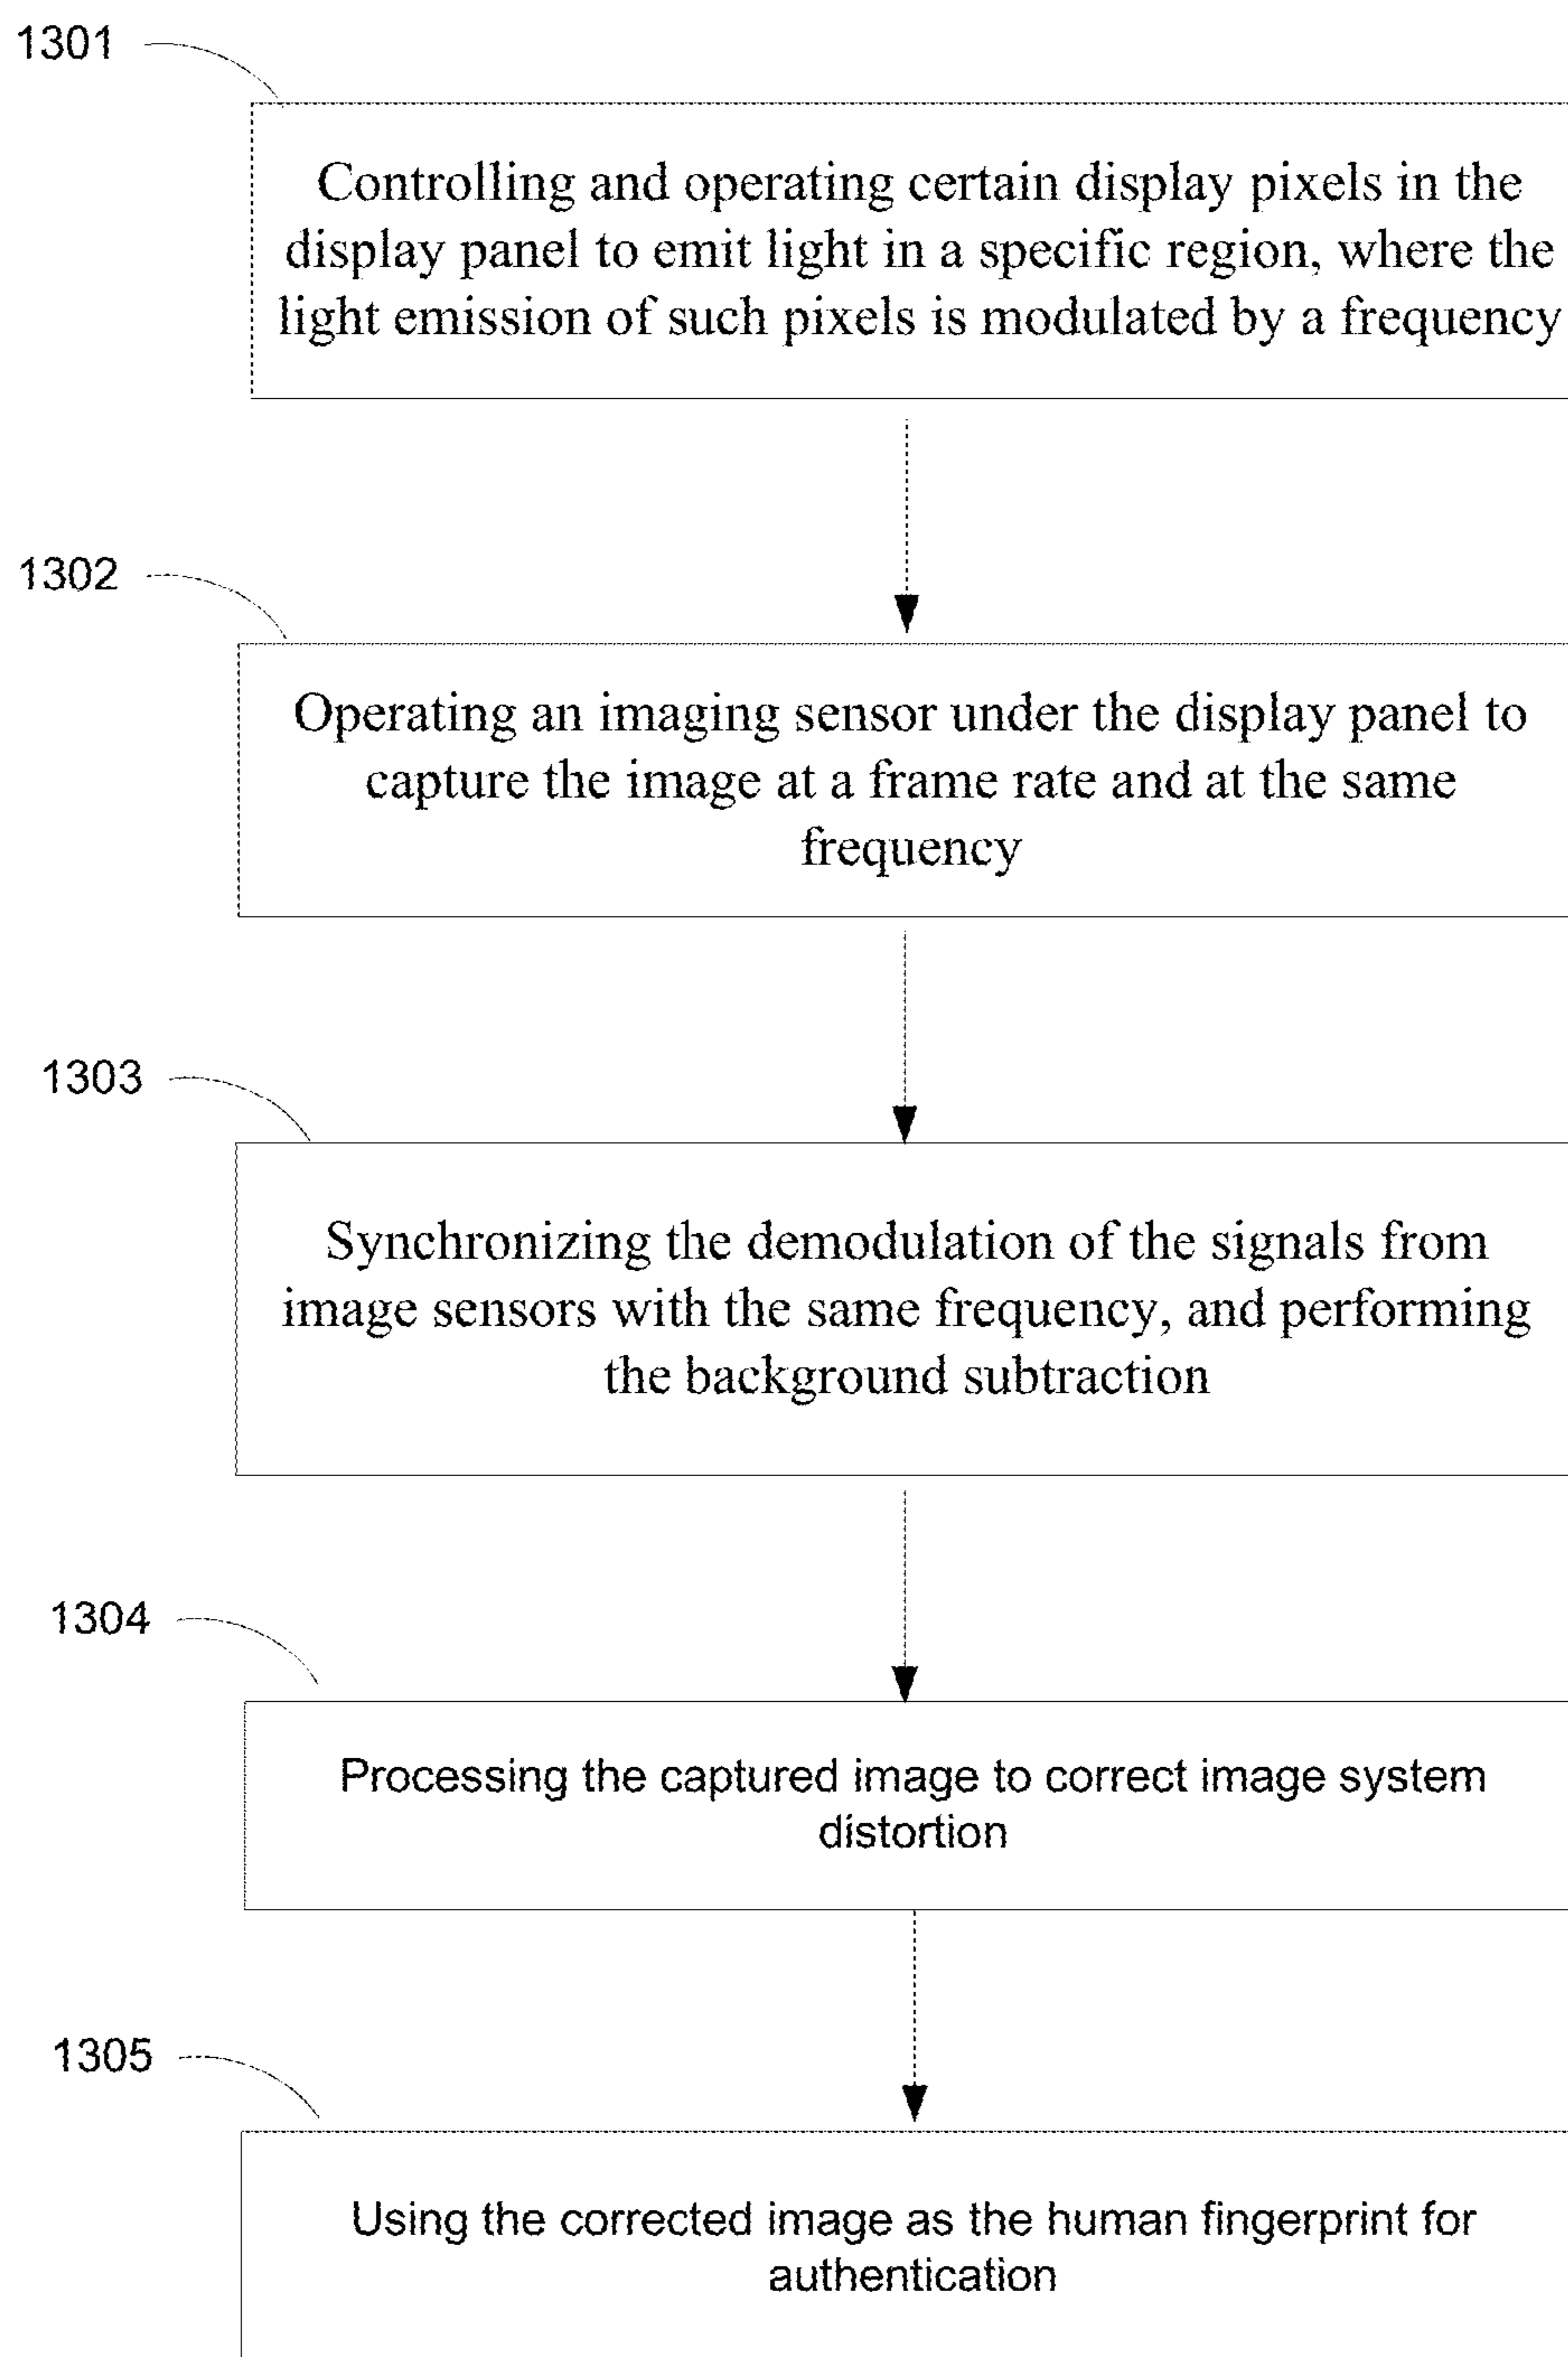 1301
Controlling and operating certain display pixels in the
display panel to emit light in a specific region, where the
light emission of such pixels is modulated by a frequency
1302
Operating an imaging sensor under the display panel to
capture the image at a frame rate and at the same
frequency
1303
Synchronizing the demodulation of the signals from
image sensors with the same frequency, and performing
the background subtraction
1304
Processing the captured image to correct image system
distortion
1305
Using the corrected image as the human fingerprint for
authentication